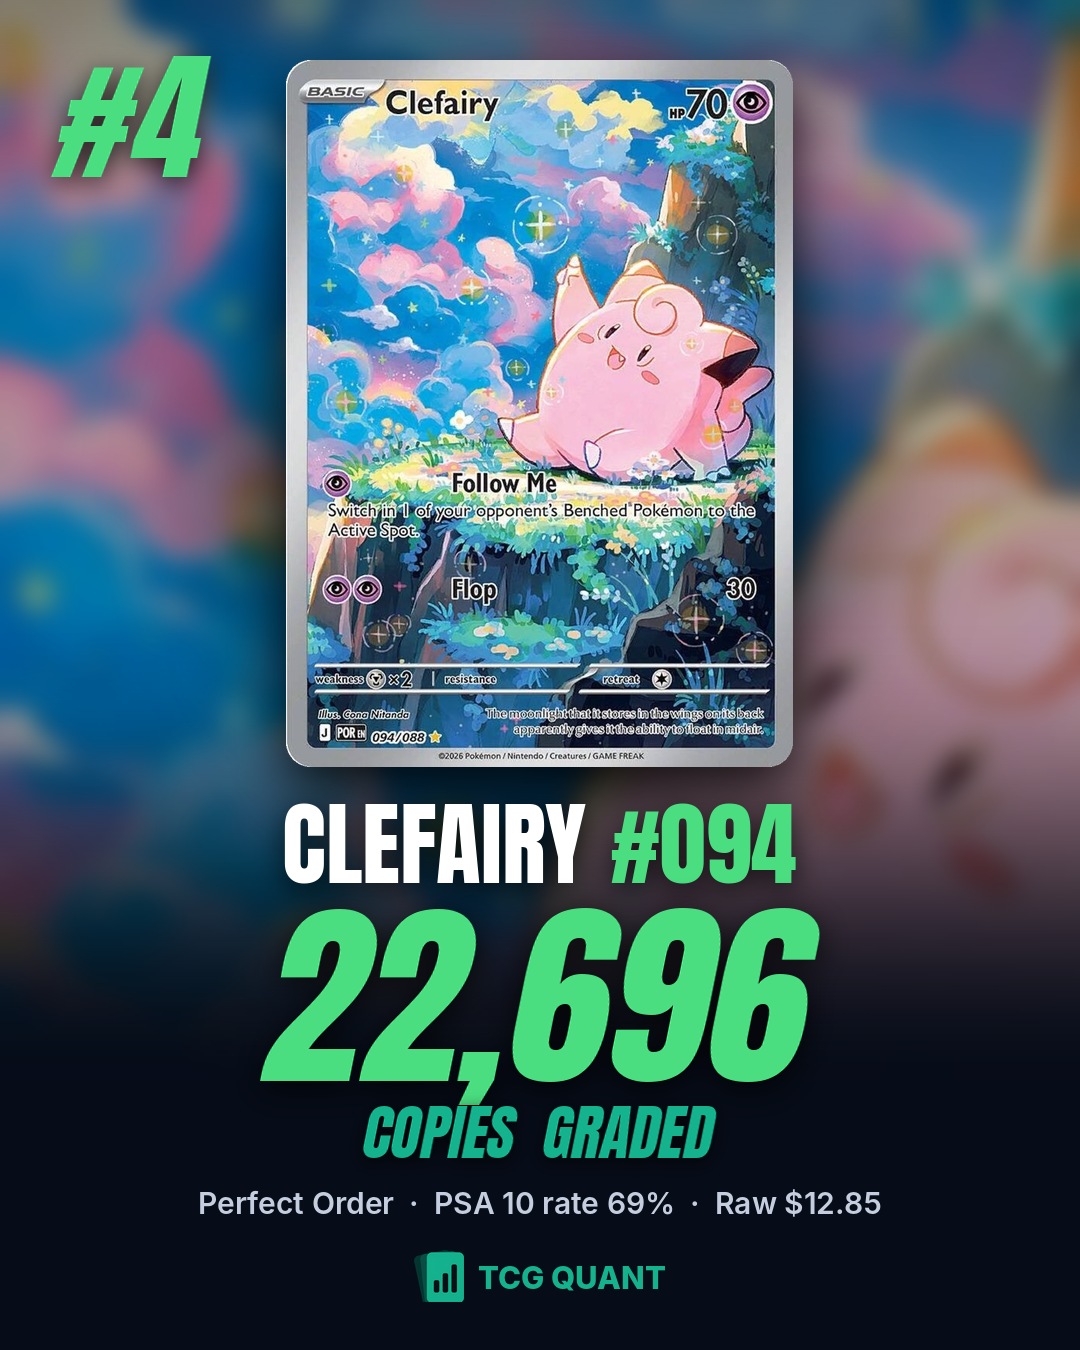 #4
BASIC Clefairy HP70
Follow Me
Switch in 1 of your opponent's Benched Pokémon to the
Active Spot.
Flop 30
weakness ×2 resistance retreat
Illus. Cona Nitanda
The moonlight that it stores in the wings on its back
apparently gives it the ability to float in midair.
J POR EN 094/088
©2026 Pokémon / Nintendo / Creatures / GAME FREAK
CLEFAIRY #094
22,696
COPIES GRADED
Perfect Order · PSA 10 rate 69% · Raw $12.85
TCG QUANT